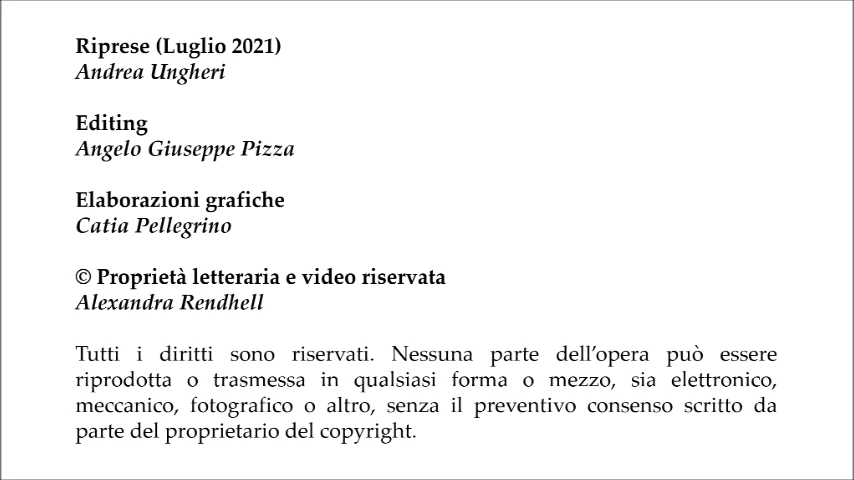 Riprese (Luglio 2021)
Andrea Ungheri
Editing
Angelo Giuseppe Pizza
Elaborazioni grafiche
Catia Pellegrino
© Proprietà letteraria e video riservata
Alexandra Rendhell
Tutti i diritti sono riservati. Nessuna parte dell’opera può essere
riprodotta o trasmessa in qualsiasi forma o mezzo, sia elettronico,
meccanico, fotografico o altro, senza il preventivo consenso scritto da
parte del proprietario del copyright.